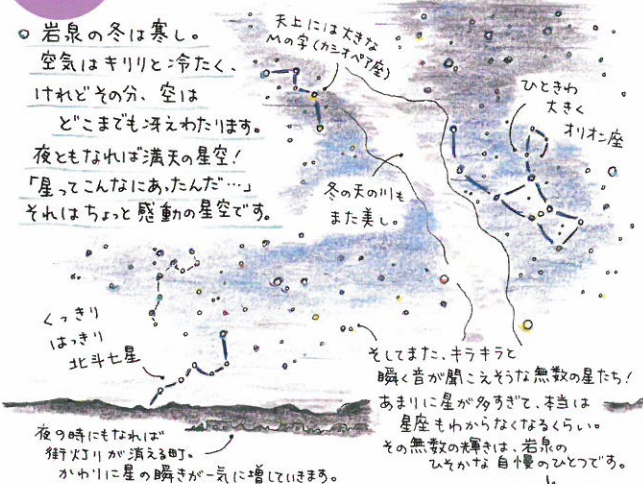 岩泉の冬は寒し。
空気はキリリと冷たく、
けれどその分、空は
どこまでも冴えわたります。
夜ともなれば満天の星空！
「星ってこんなにあったんだ…」
それはちょっと感動の星空です。
天上には大きな
Mの字(カシオペア座)
ひときわ
大きく
オリオン座
冬の天の川も
また美し。
くっきり
はっきり
北斗七星
そしてまた、キラキラと
瞬く音が聞こえそうな無数の星たち！
あまりに星が多すぎて、本当は
星座もわからなくなるくらい。
その無数の輝きは、岩泉の
ひそかな自慢のひとつです。
夜9時にもなれば
街灯りが消える町。
かわりに星の瞬きが一気に増していきます。